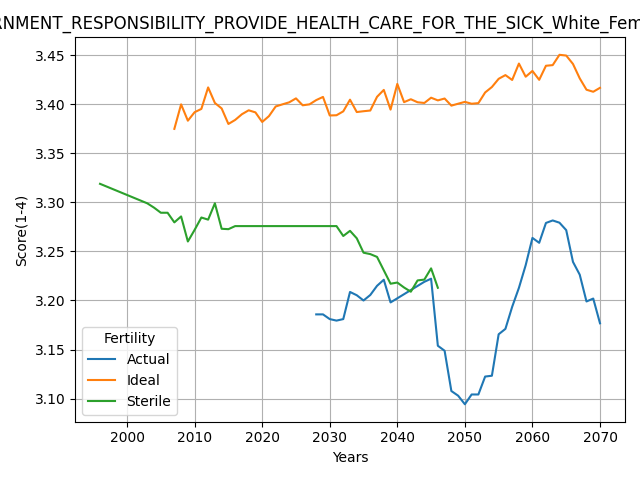 RNMENT_RESPONSIBILITY_PROVIDE_HEALTH_CARE_FOR_THE_SICK_White_Fem
3.45
3.40
3.35
3.30
3.25
3.20
3.15
3.10
Score(1-4)
Fertility
Actual
Ideal
Sterile
2000 2010 2020 2030 2040 2050 2060 2070
Years